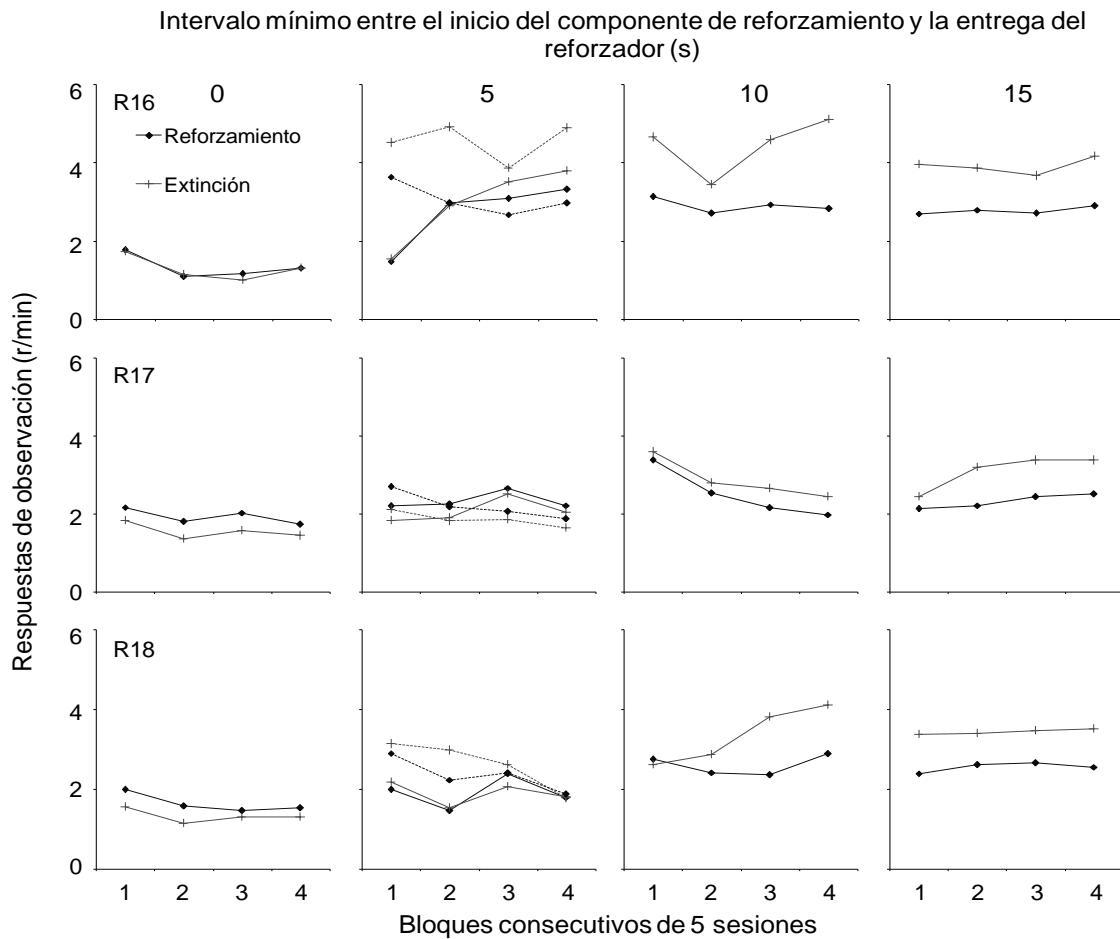 Intervalo mínimo entre el inicio del componente de reforzamiento y la entrega del
reforzador (s)
0 5 10 15
R16
Reforzamiento
Extinción
6
4
2
0
R17
6
4
2
0
R18
6
4
2
0
Respuestas de observación (r/min)
1 2 3 4 1 2 3 4 1 2 3 4 1 2 3 4
Bloques consecutivos de 5 sesiones